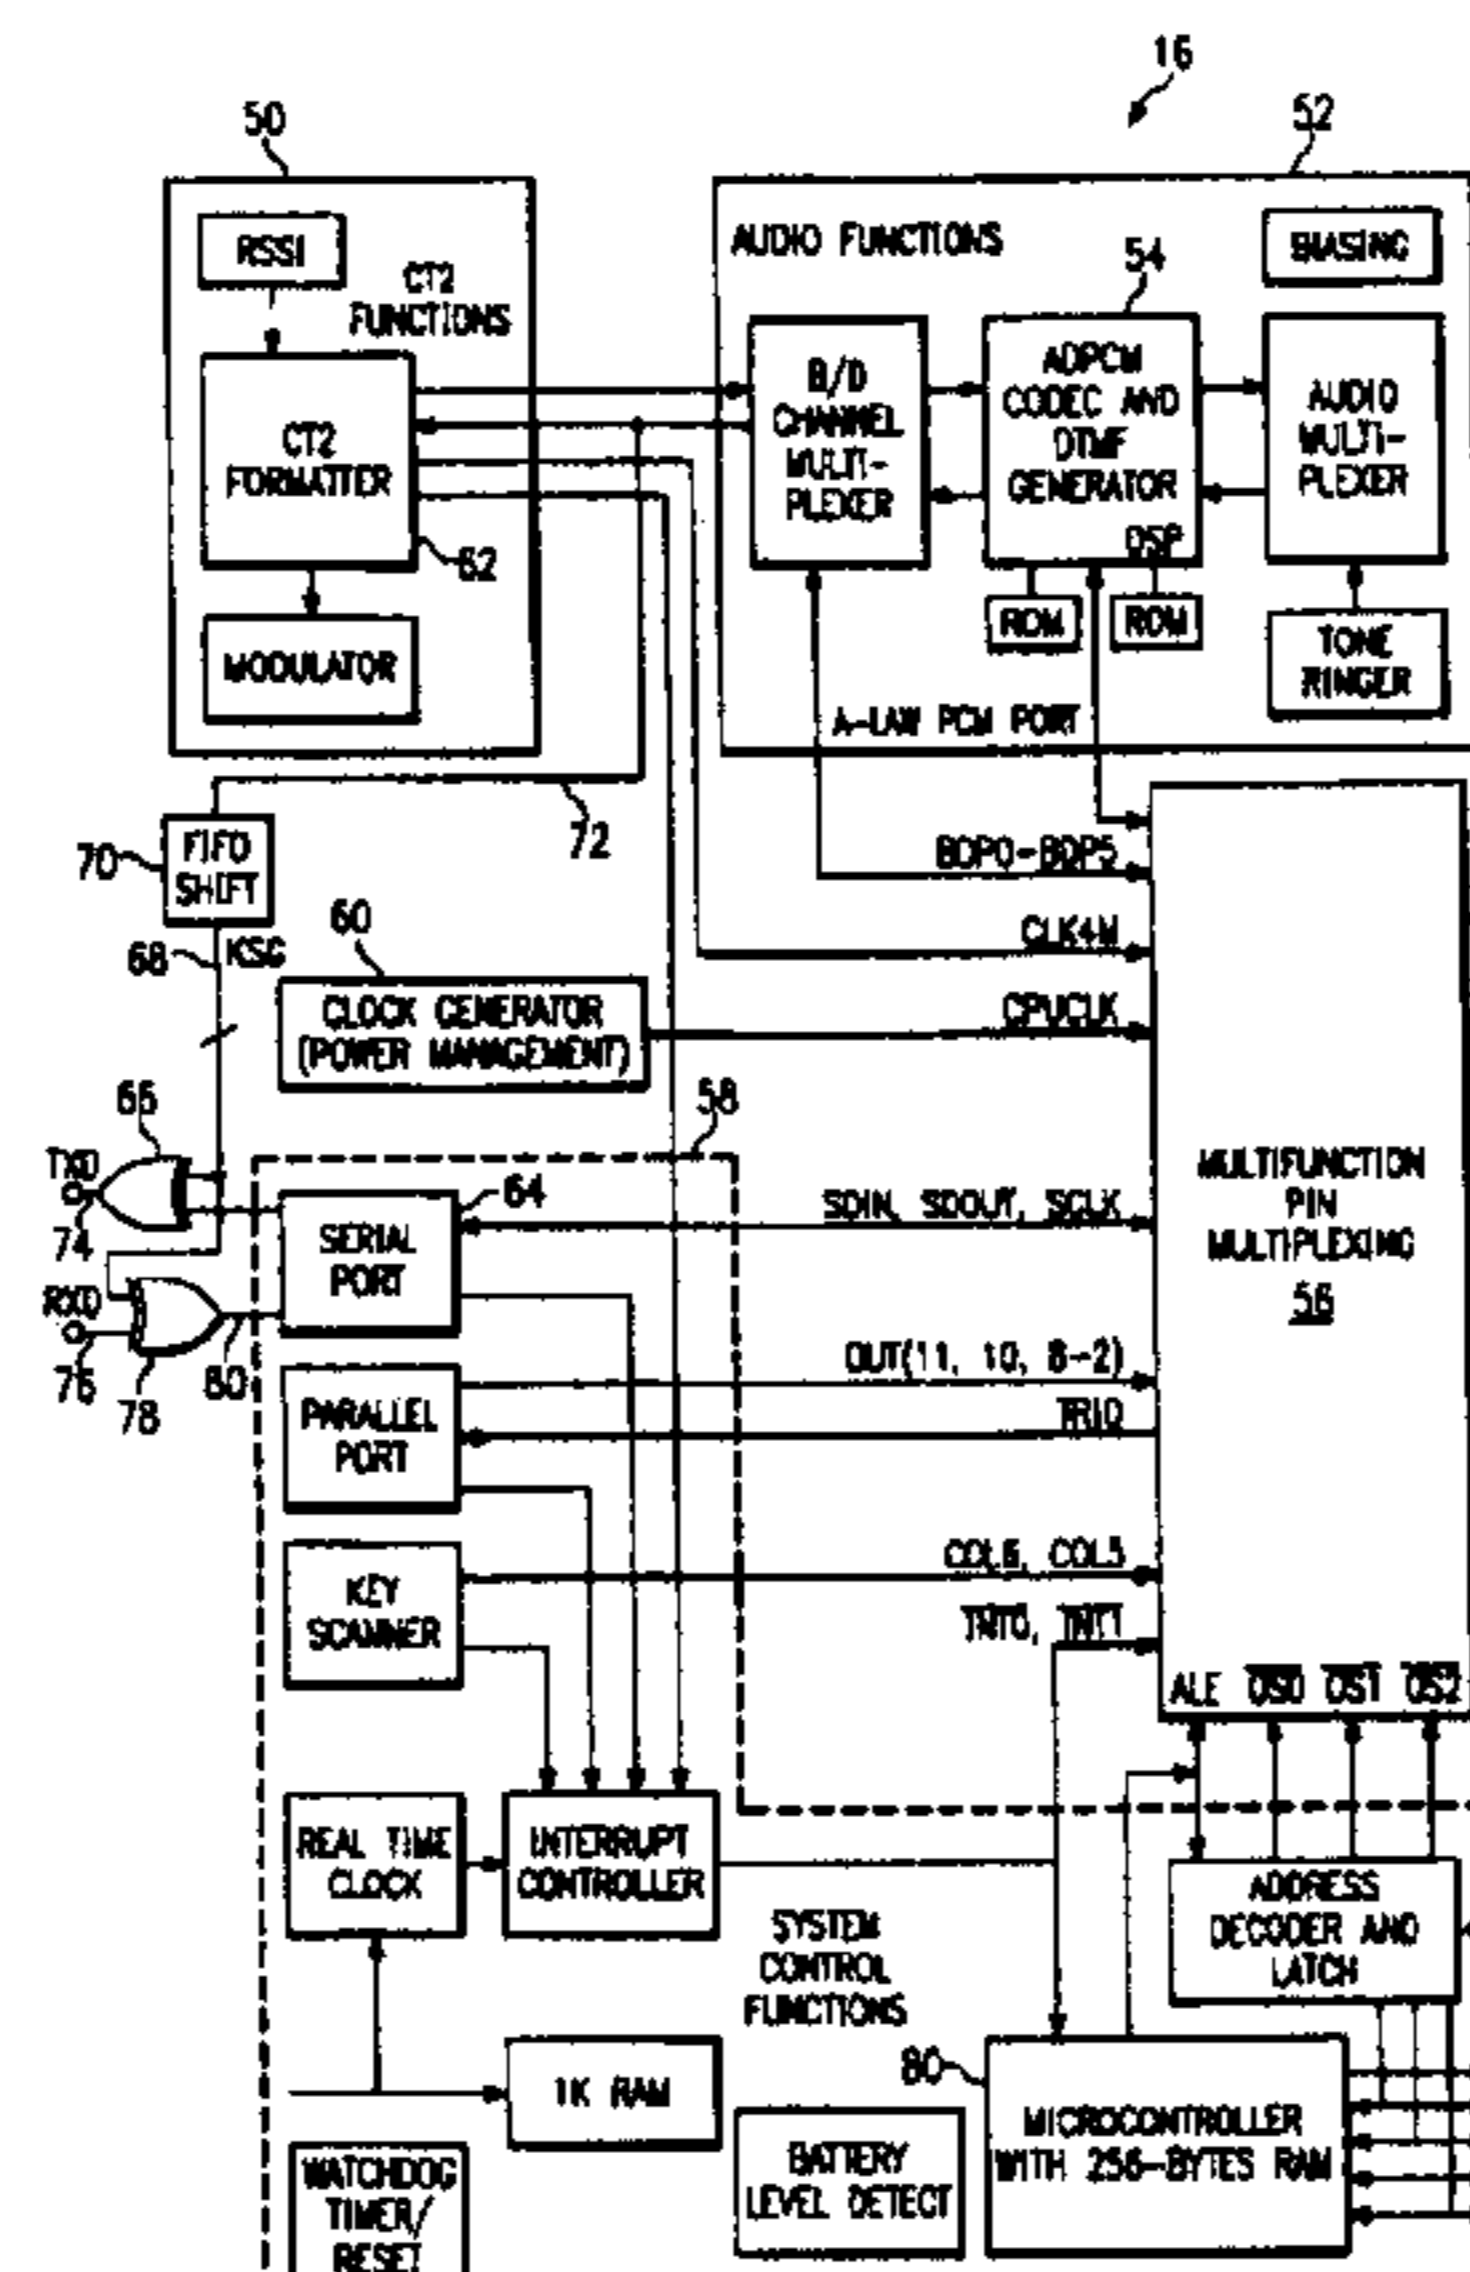 16
50
52
RSSI
CT2
FUNCTIONS
CT2
FORMATTER
62
MODULATOR
AUDIO FUNCTIONS
BIASING
54
B/D
CHANNEL
MULTI-
PLEXER
ADPCM
CODEC AND
DTMF
GENERATOR
DSP
ROM
ROM
AUDIO
MULTI-
PLEXER
TONE
RINGER
A-LAW PCM PORT
72
70
FIFO
SHIFT
68
KSG
60
CLOCK GENERATOR
(POWER MANAGEMENT)
BDP0-BDP5
CLK4M
CPUCLK
58
66
TXD
74
64
SERIAL
PORT
SDIN, SDOUT, SCLK
MULTIFUNCTION
PIN
MULTIPLEXING
56
RXD
76
78
80
PARALLEL
PORT
OUT(11, 10, 8-2)
TRIO
KEY
SCANNER
COL6, COL5
INT0, INT1
ALE
REAL TIME
CLOCK
INTERRUPT
CONTROLLER
SYSTEM
CONTROL
FUNCTIONS
ADDRESS
DECODER AND
LATCH
1K RAM
80
MICROCONTROLLER
WITH 256-BYTES RAM
BATTERY
LEVEL DETECT
WATCHDOG
TIMER/
RESET